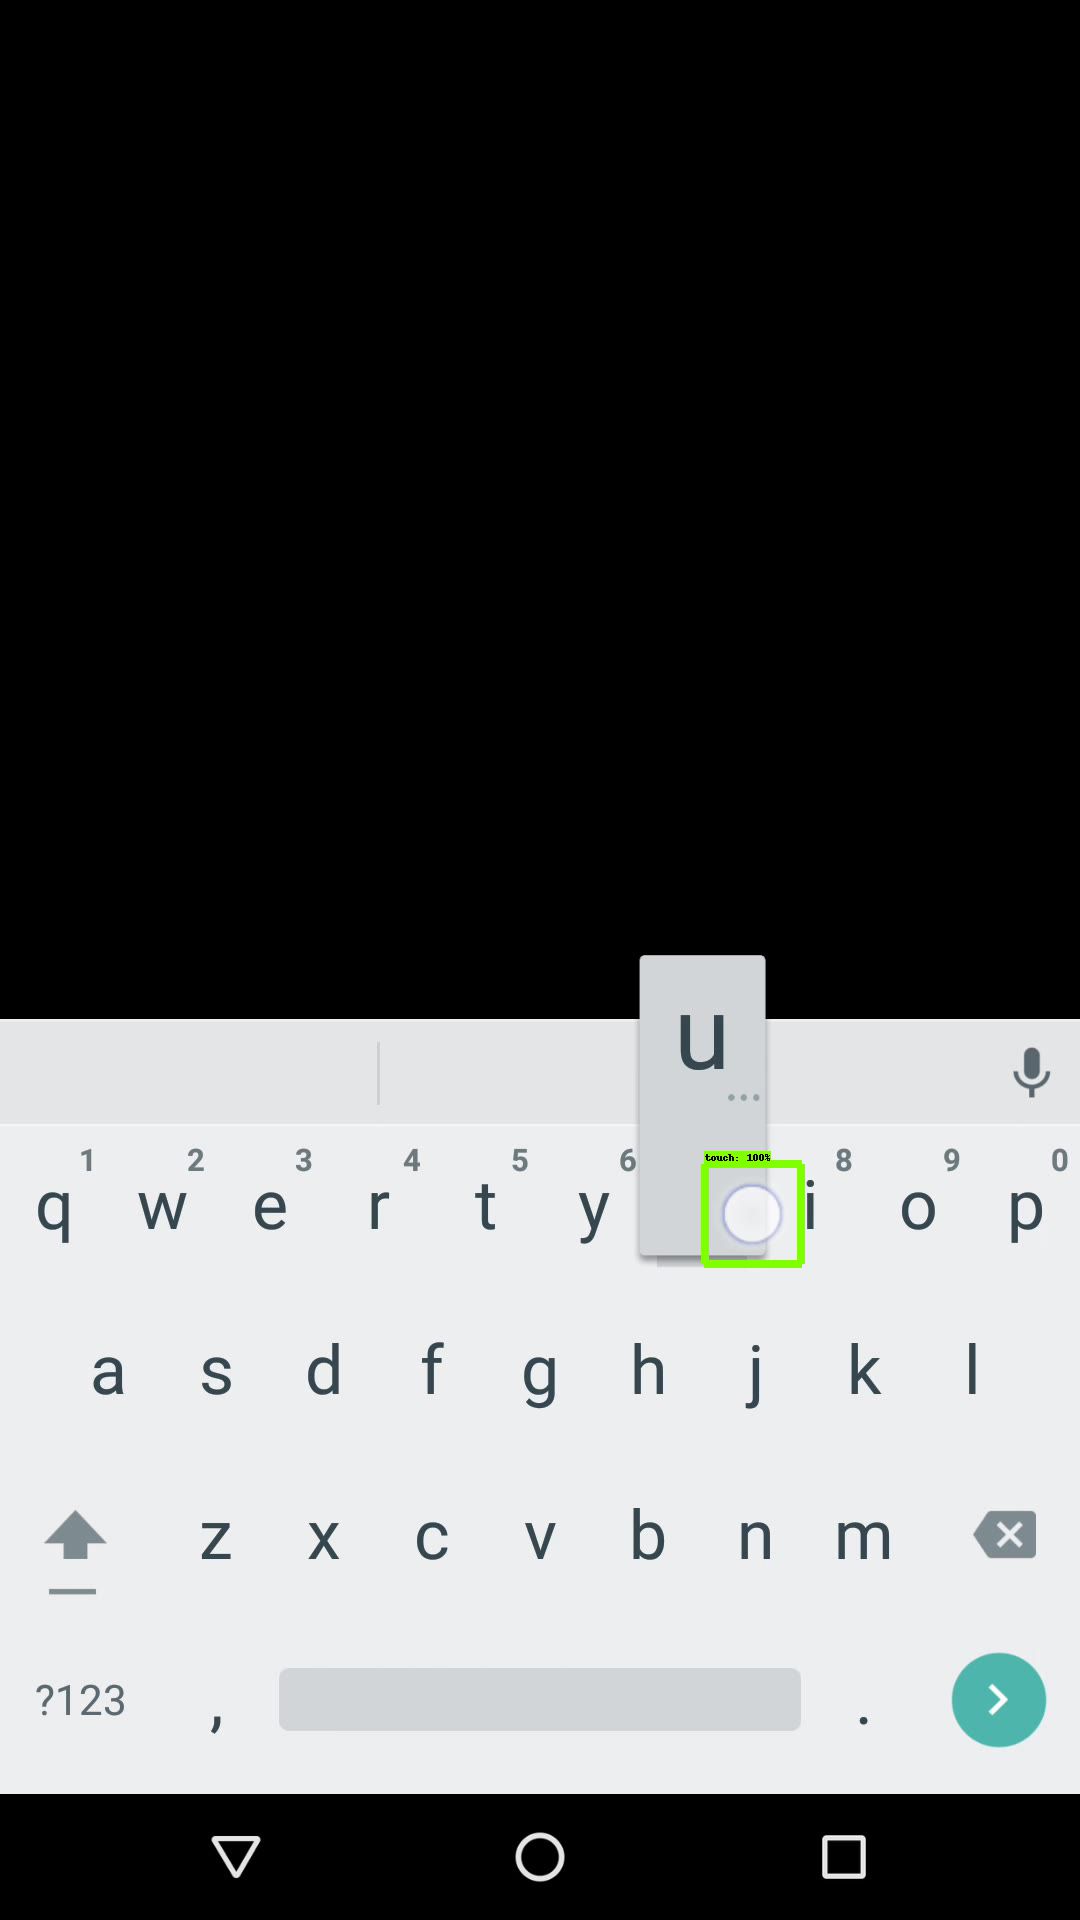 u
...
1 2 3 4 5 6 8 9 0
touch: 100%
q w e r t y i o p
a s d f g h j k l
z x c v b n m
?123 , .